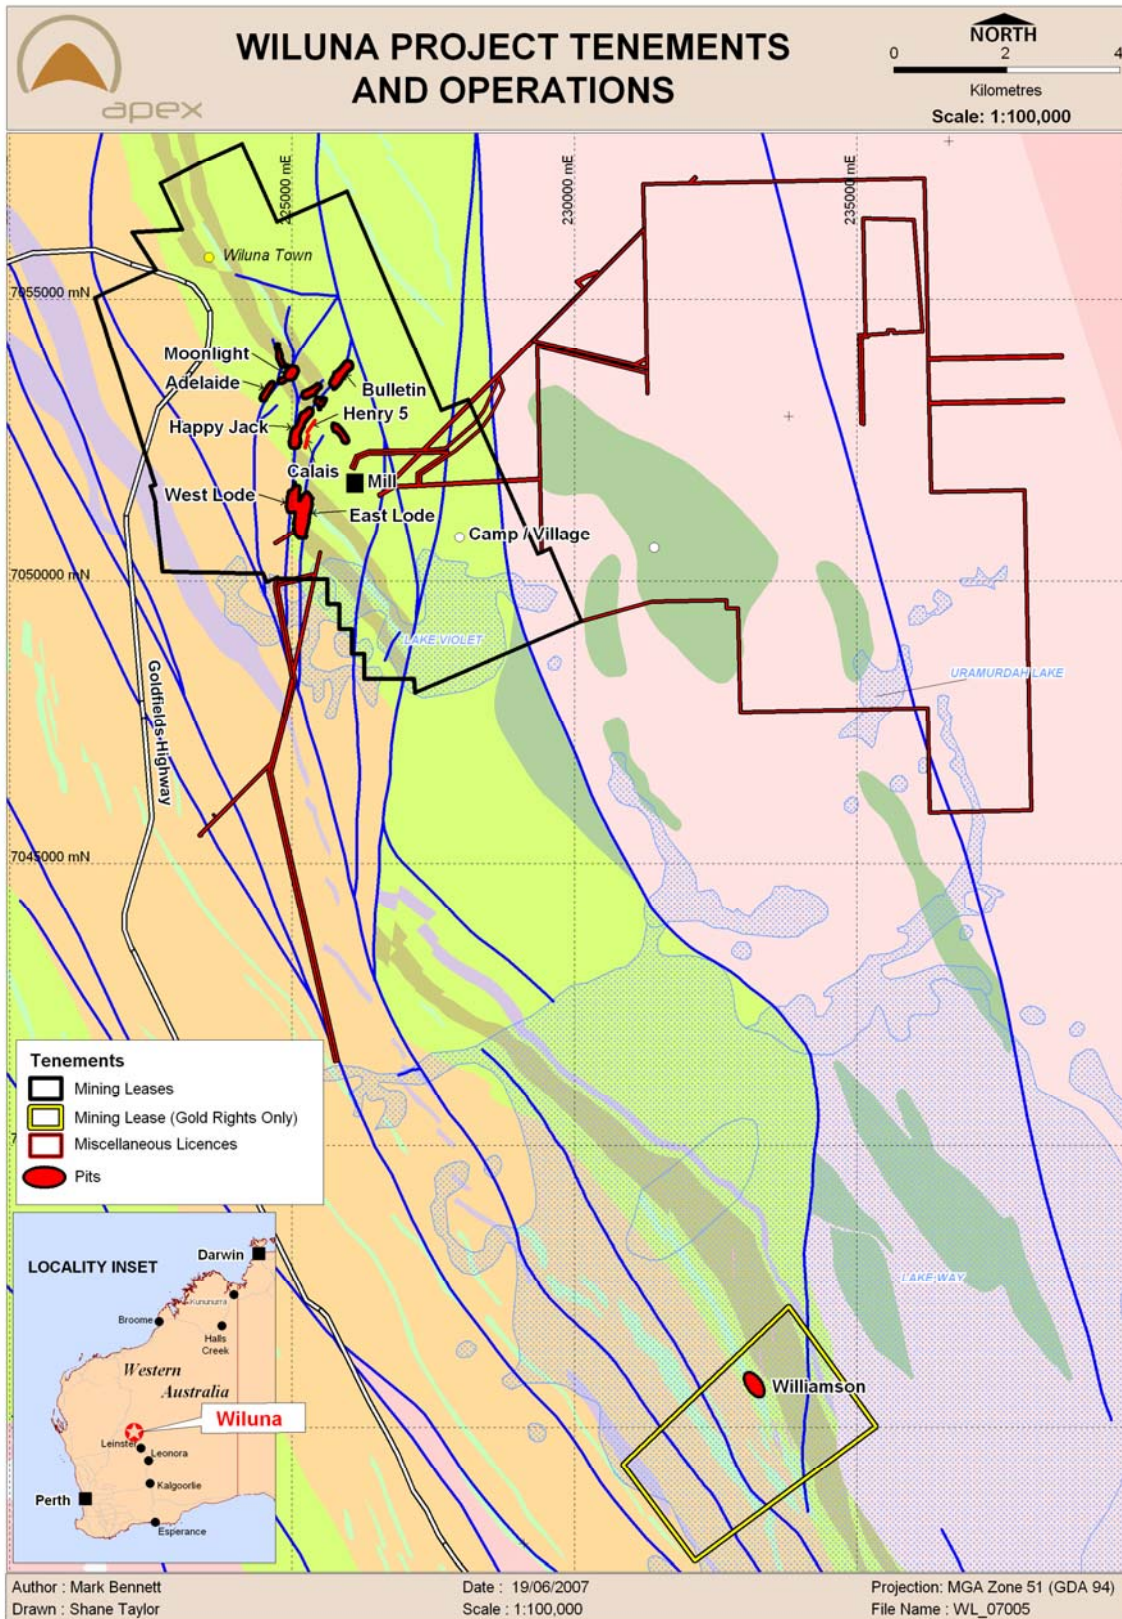 apex
WILUNA PROJECT TENEMENTS
AND OPERATIONS
NORTH
0 2 4
Kilometres
Scale: 1:100,000
225000 mE
230000 mE
235000 mE
Wiluna Town
7055000 mN
Moonlight
Adelaide
Bulletin
Henry 5
Happy Jack
Calais
Mill
West Lode
East Lode
Camp / Village
7050000 mN
LAKE VIOLET
URAMURDAH LAKE
Goldfields Highway
7045000 mN
Tenements
Mining Leases
Mining Lease (Gold Rights Only)
Miscellaneous Licences
Pits
LAKE WAY
Williamson
LOCALITY INSET
Darwin
Kununurra
Broome
Halls
Creek
Western
Australia
Wiluna
Leinster
Leonora
Kalgoorlie
Perth
Esperance
Author : Mark Bennett
Date : 19/06/2007
Projection: MGA Zone 51 (GDA 94)
Drawn : Shane Taylor
Scale : 1:100,000
File Name : WL_07005